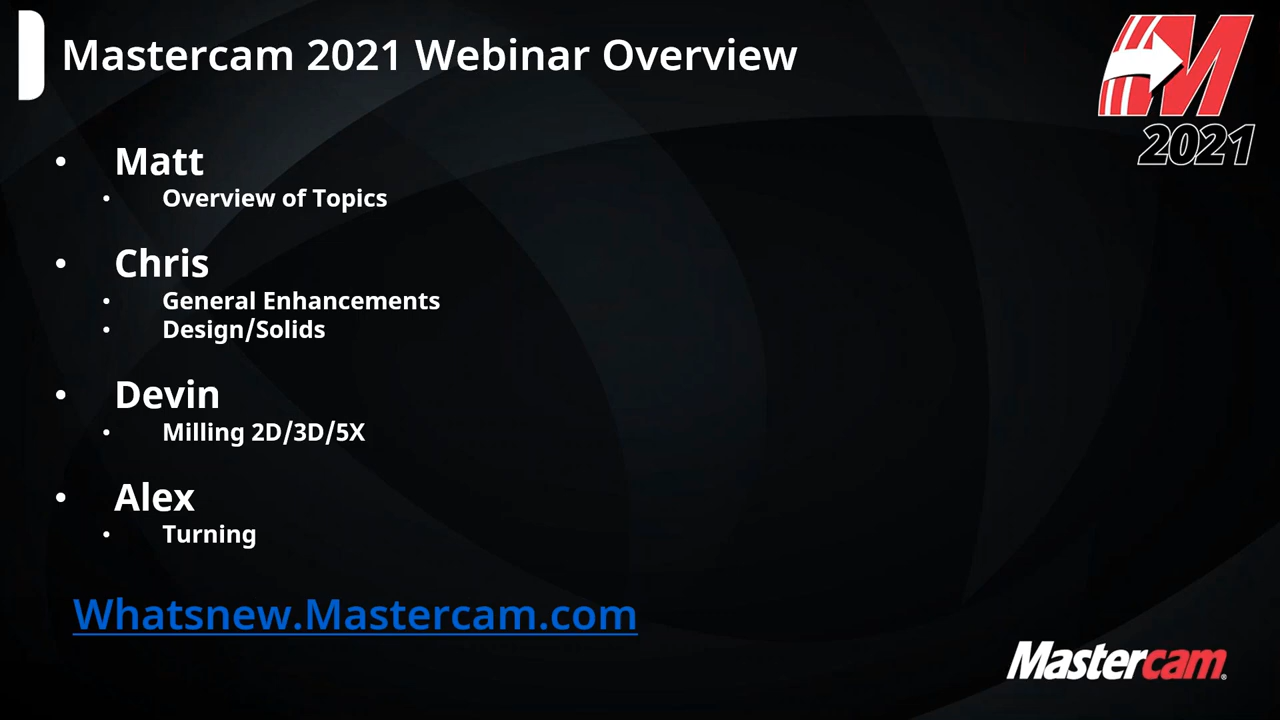 Mastercam 2021 Webinar Overview
M
2021
• Matt
• Overview of Topics
• Chris
• General Enhancements
• Design/Solids
• Devin
• Milling 2D/3D/5X
• Alex
• Turning
Whatsnew.Mastercam.com
Mastercam®